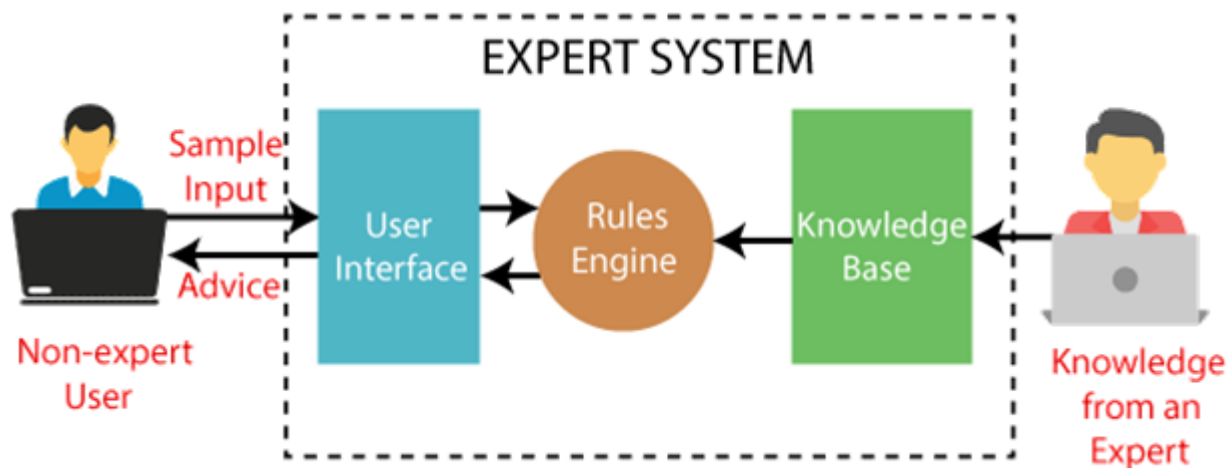 EXPERT SYSTEM
Sample
Input
Advice
Non-expert
User
User
Interface
Rules
Engine
Knowledge
Base
Knowledge
from an
Expert